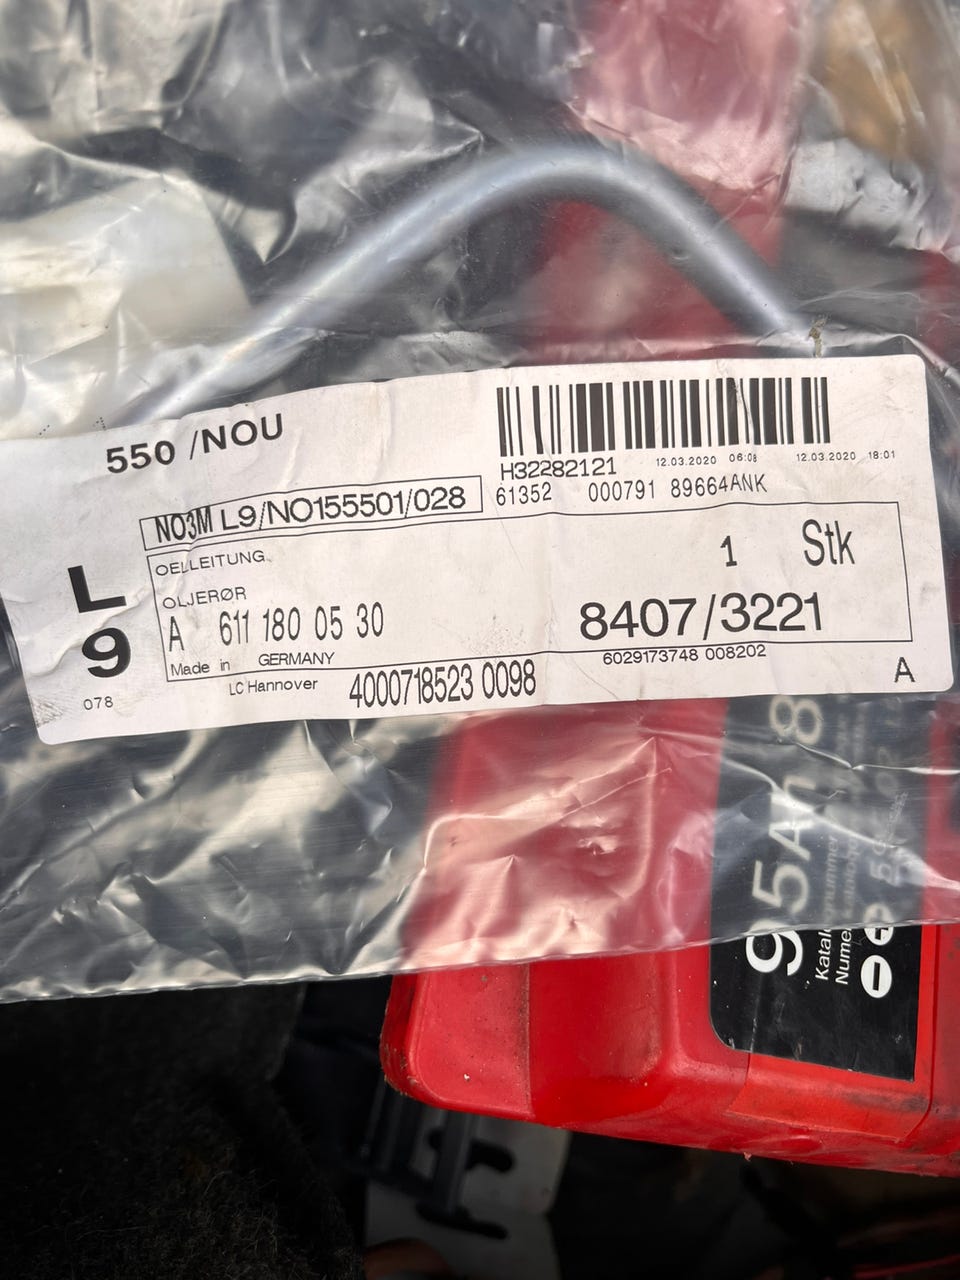 550 /NOU
H32282121
12.03.2020 06:08
12.03.2020 18:01
61352 000791 89664ANK
NO3M L9/NO155501/028
OELLEITUNG
1 Stk
OLJERØR
L
9
078
A 611 180 05 30
8407/3221
Made in GERMANY
6029173748 008202
LC Hannover
4000718523 0098
A
95Ah